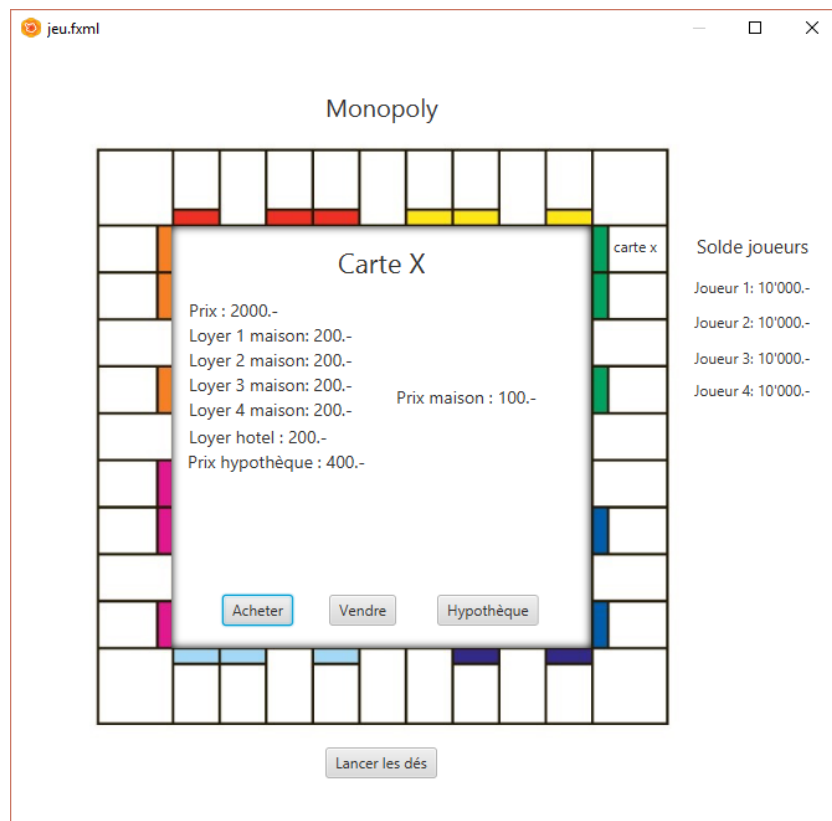 jeu.fxml
Monopoly
carte x
Carte X
Prix : 2000.-
Loyer 1 maison: 200.-
Loyer 2 maison: 200.-
Loyer 3 maison: 200.-
Loyer 4 maison: 200.-
Loyer hotel : 200.-
Prix hypothèque : 400.-
Prix maison : 100.-
Acheter
Vendre
Hypothèque
Solde joueurs
Joueur 1: 10'000.-
Joueur 2: 10'000.-
Joueur 3: 10'000.-
Joueur 4: 10'000.-
Lancer les dés